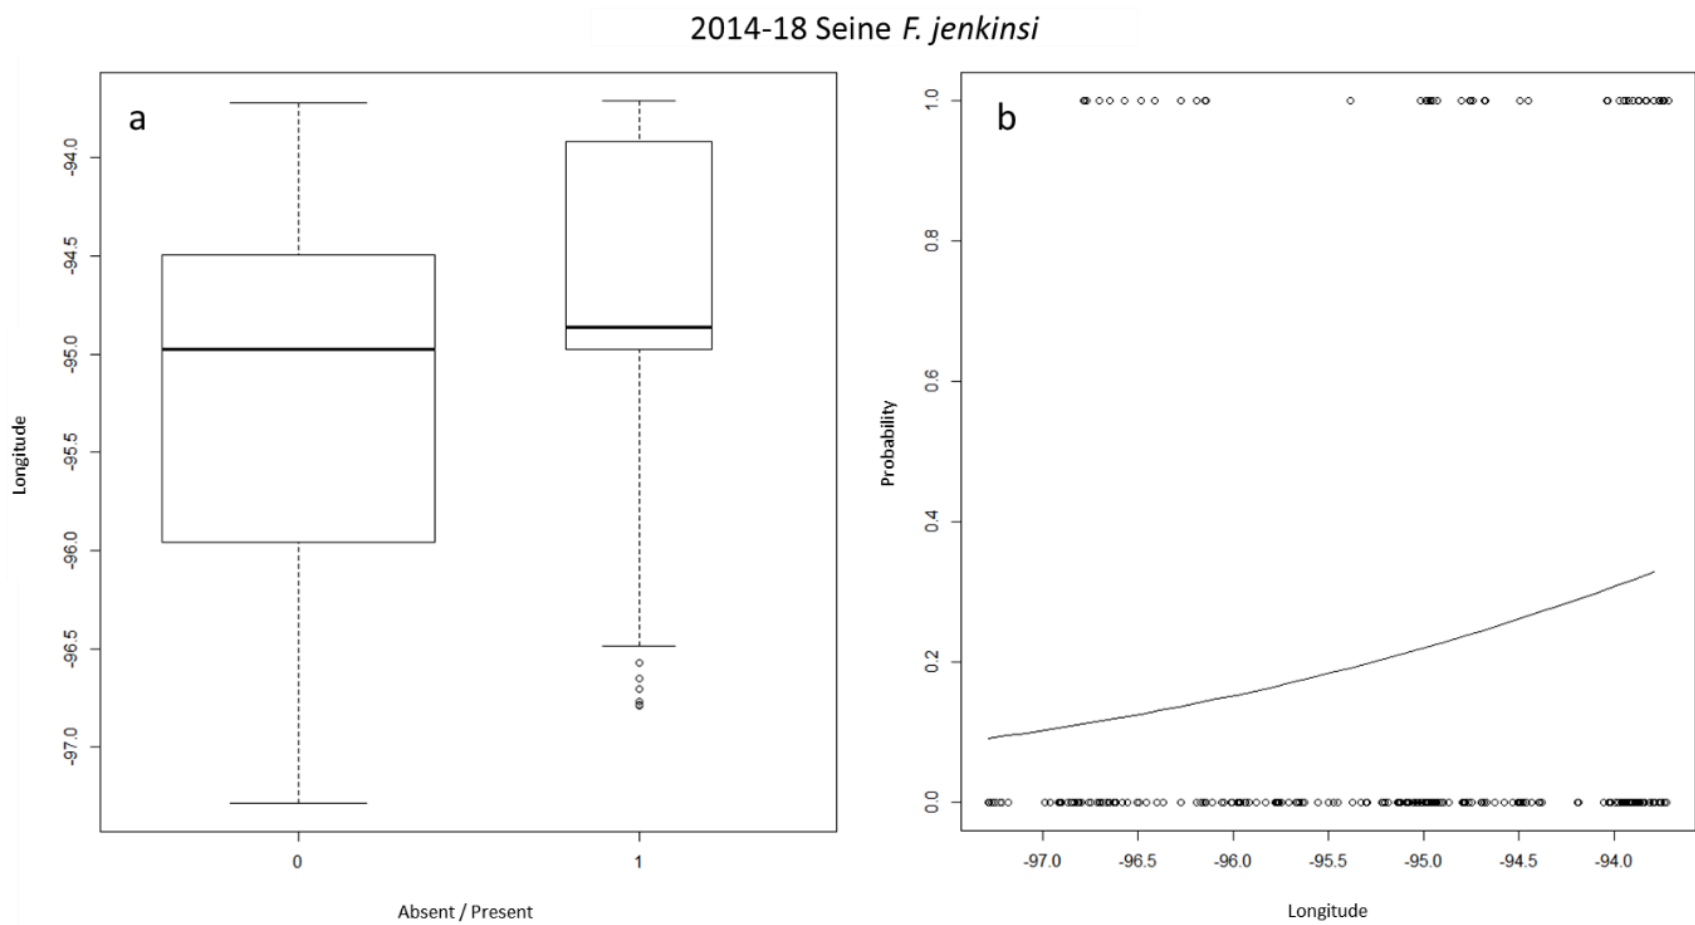 2014-18 Seine F. jenkinsi
a
Longitude
-94.0
-94.5
-95.0
-95.5
-96.0
-96.5
-97.0
0 1
Absent / Present
b
Probability
1.0
0.8
0.6
0.4
0.2
0.0
-97.0 -96.5 -96.0 -95.5 -95.0 -94.5 -94.0
Longitude